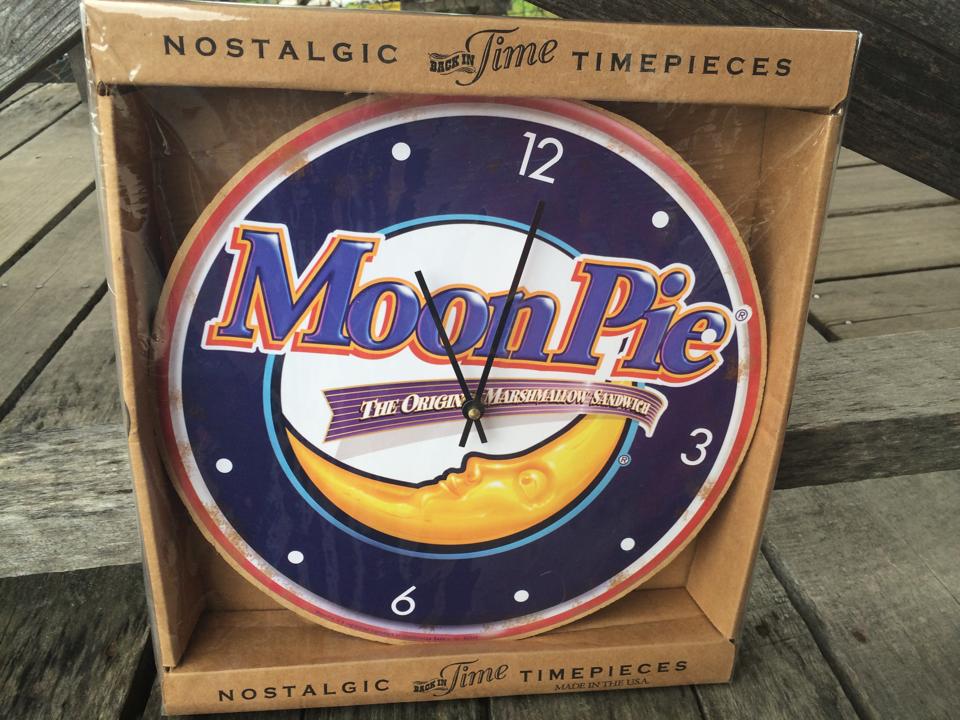 NOSTALGIC BACK IN Time TIMEPIECES
12
MoonPie®
THE ORIGINAL MARSHMALLOW SANDWICH
3
®
6
NOSTALGIC BACK IN Time TIMEPIECES
MADE IN THE U.S.A.